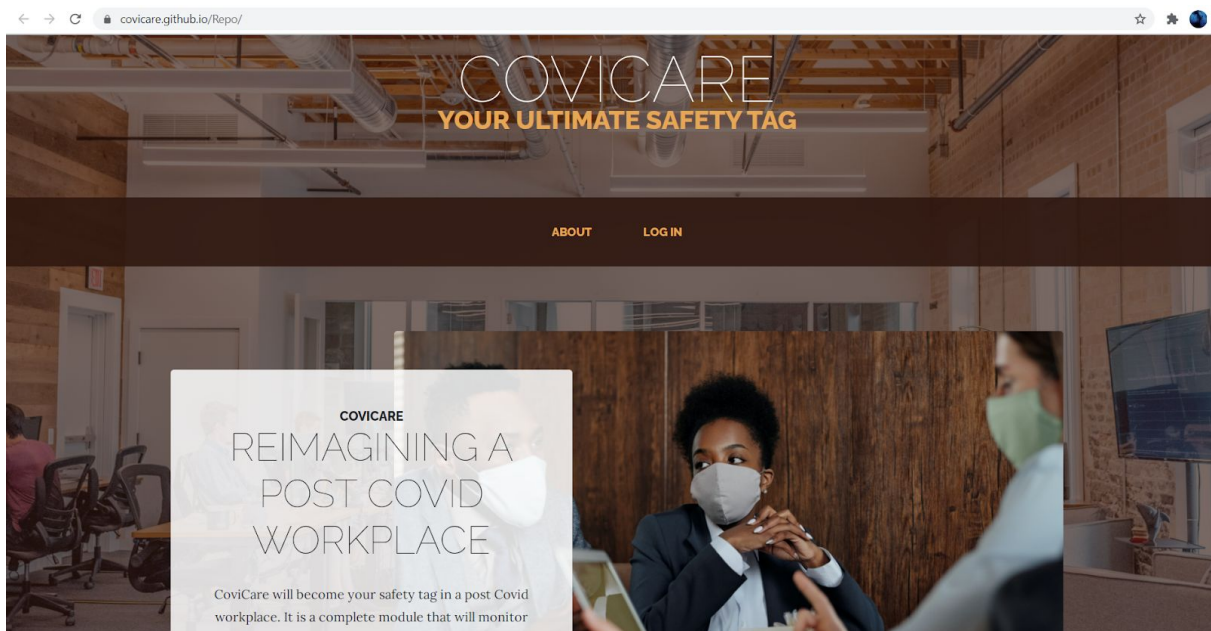 covicare.github.io/Repo/
COVICARE
YOUR ULTIMATE SAFETY TAG
ABOUT LOG IN
COVICARE
REIMAGINING A
POST COVID
WORKPLACE
CoviCare will become your safety tag in a post Covid
workplace. It is a complete module that will monitor